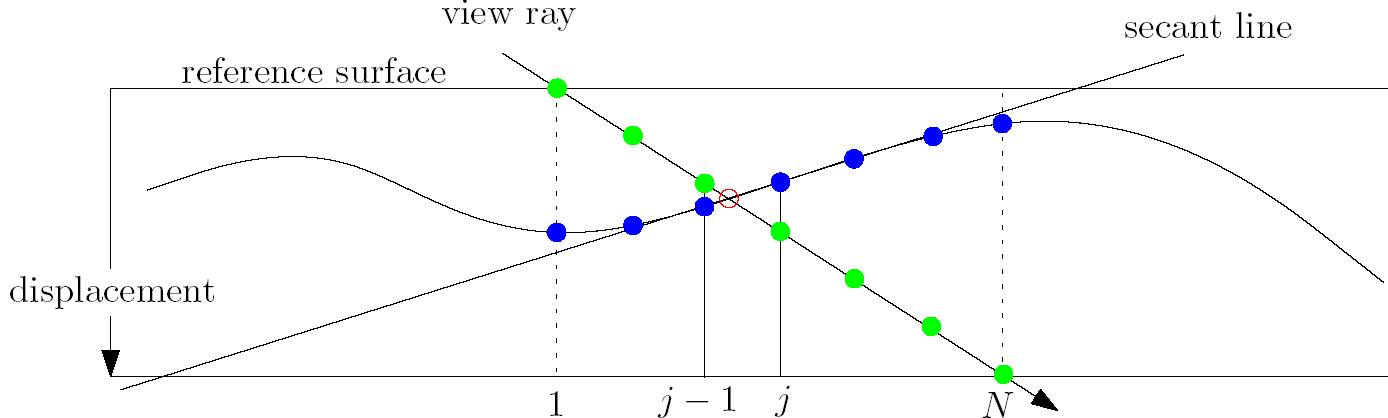 view ray
secant line
reference surface
displacement
1
j − 1
j
N